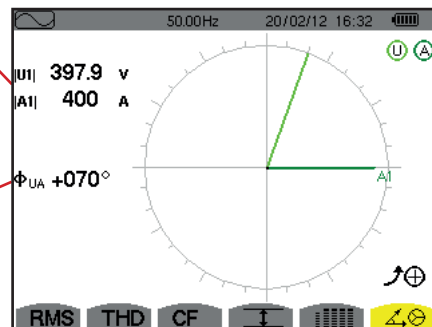 50.00Hz 20/02/12 16:32
U A
|U1| 397.9 V
|A1| 400 A
A1
ΦUA +070°
RMS THD CF